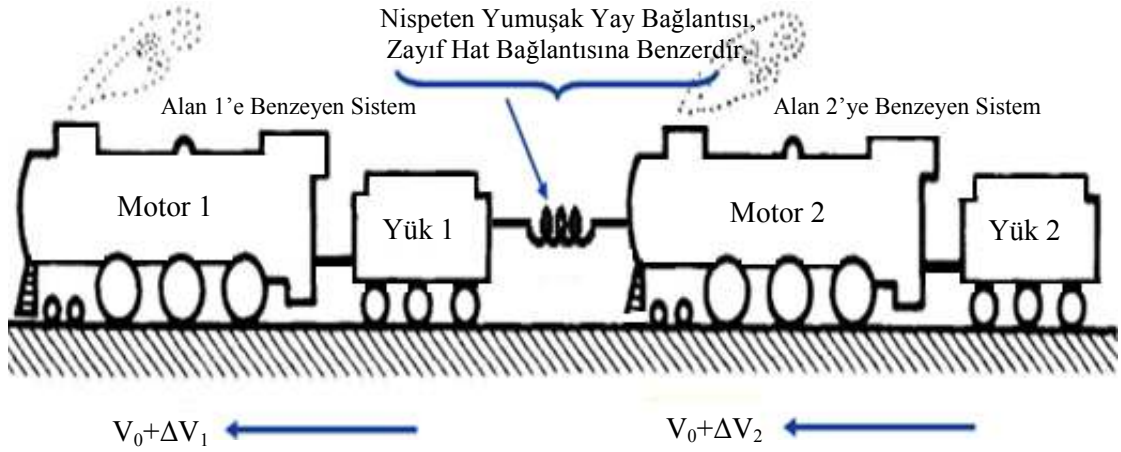 Nispeten Yumuşak Yay Bağlantısı,
Zayıf Hat Bağlantısına Benzerdir,
Alan 1’e Benzeyen Sistem
Alan 2’ye Benzeyen Sistem
Motor 1
Yük 1
Motor 2
Yük 2
V₀+ΔV₁
V₀+ΔV₂